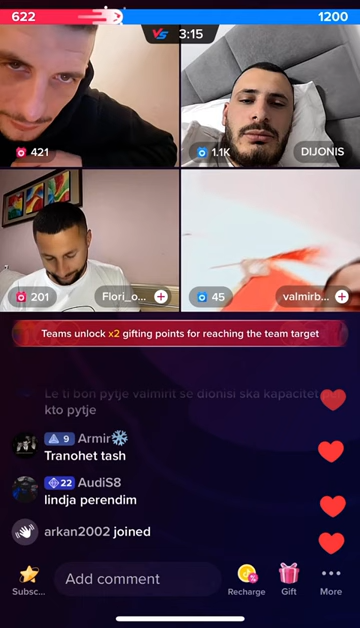 622
1200
VS 3:15
421
1.1K
DIJONIS
201
Flori_o...
45
valmirb...
Teams unlock x2 gifting points for reaching the team target
Le ti bon pytje valmint se dionisi ska kapacitet
kto pytje
9 Armir❄️
Tranohet tash
22 AudiS8
lindja perendim
arkan2002 joined
Subsc...
Add comment
Recharge
Gift
More